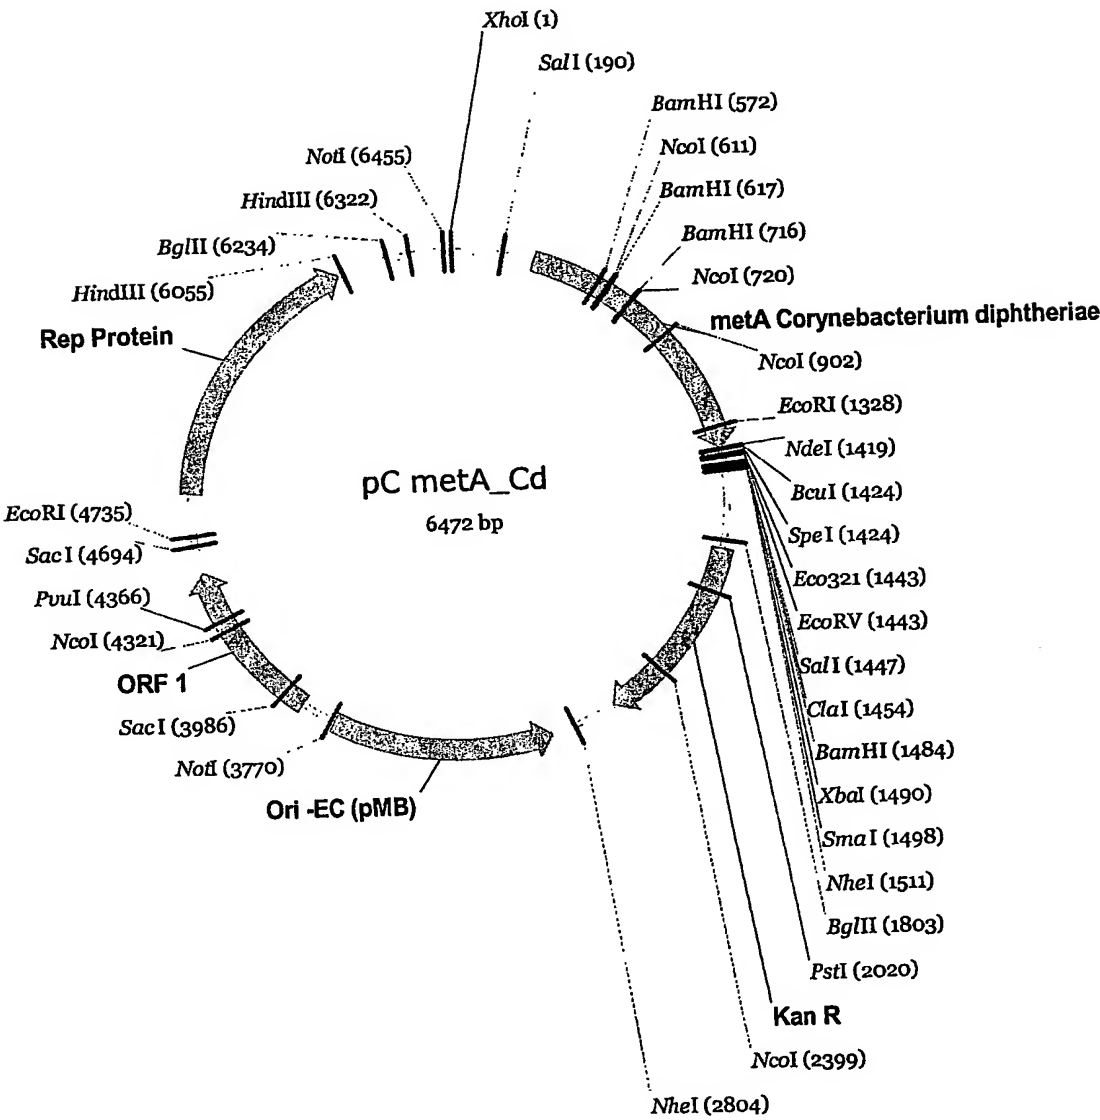 XhoI (1)
SalI (190)
BamHI (572)
NcoI (611)
BamHI (617)
BamHI (716)
NcoI (720)
metA Corynebacterium diphtheriae
NcoI (902)
EcoRI (1328)
NdeI (1419)
BcuI (1424)
SpeI (1424)
Eco321 (1443)
EcoRV (1443)
SalI (1447)
ClaI (1454)
BamHI (1484)
XbaI (1490)
SmaI (1498)
NheI (1511)
BglII (1803)
PstI (2020)
Kan R
NcoI (2399)
NheI (2804)
Ori -EC (pMB)
NotI (3770)
SacI (3986)
ORF 1
NcoI (4321)
PvuI (4366)
SacI (4694)
EcoRI (4735)
Rep Protein
HindIII (6055)
BglII (6234)
HindIII (6322)
NotI (6455)
pC metA_Cd
6472 bp